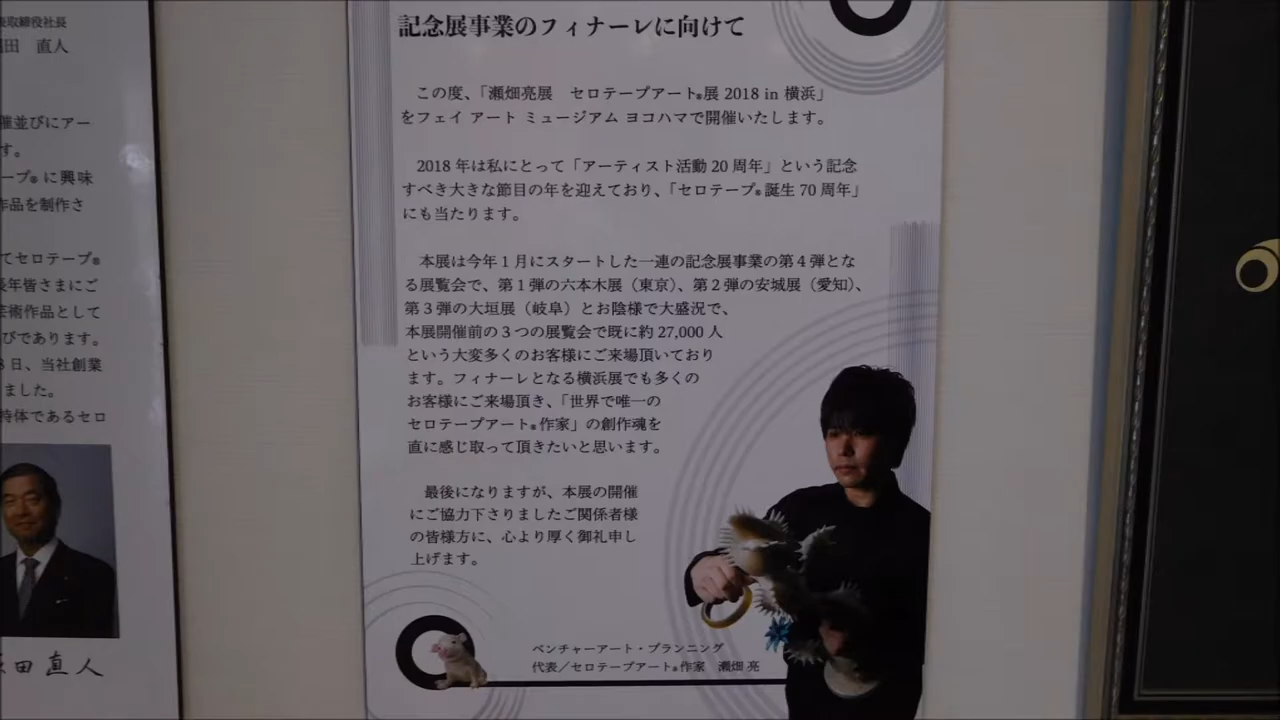 表取締役社長
田 直人
催並びにアー
す。
ープ® に興味
作品を制作さ
てセロテープ®
長年皆さまにご
芸術作品として
びであります。
8 日、当社創業
ました。
持体であるセロ
田 直人
記念展事業のフィナーレに向けて
この度、「瀬畑亮展 セロテープアート®展 2018 in 横浜」
をフェイ アート ミュージアム ヨコハマで開催いたします。
2018 年は私にとって「アーティスト活動 20 周年」という記念
すべき大きな節目の年を迎えており、「セロテープ® 誕生 70 周年」
にも当たります。
本展は今年 1 月にスタートした一連の記念展事業の第 4 弾とな
る展覧会で、第 1 弾の六本木展（東京）、第 2 弾の安城展（愛知）、
第 3 弾の大垣展（岐阜）とお陰様で大盛況で、
本展開催前の 3 つの展覧会で既に約 27,000 人
という大変多くのお客様にご来場頂いており
ます。フィナーレとなる横浜展でも多くの
お客様にご来場頂き、「世界で唯一の
セロテープアート®作家」の創作魂を
直に感じ取って頂きたいと思います。
最後になりますが、本展の開催
にご協力下さりましたご関係者様
の皆様方に、心より厚く御礼申し
上げます。
ベンチャーアート・プランニング
代表／セロテープアート®作家 瀬畑 亮